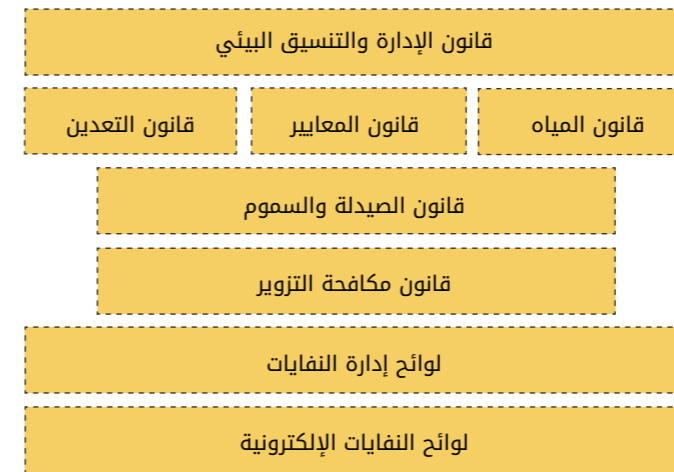 قانون الإدارة والتنسيق البيئي
قانون المياه
قانون المعايير
قانون التعدين
قانون الصيدلة والسموم
قانون مكافحة التزوير
لوائح إدارة النفايات
لوائح النفايات الإلكترونية